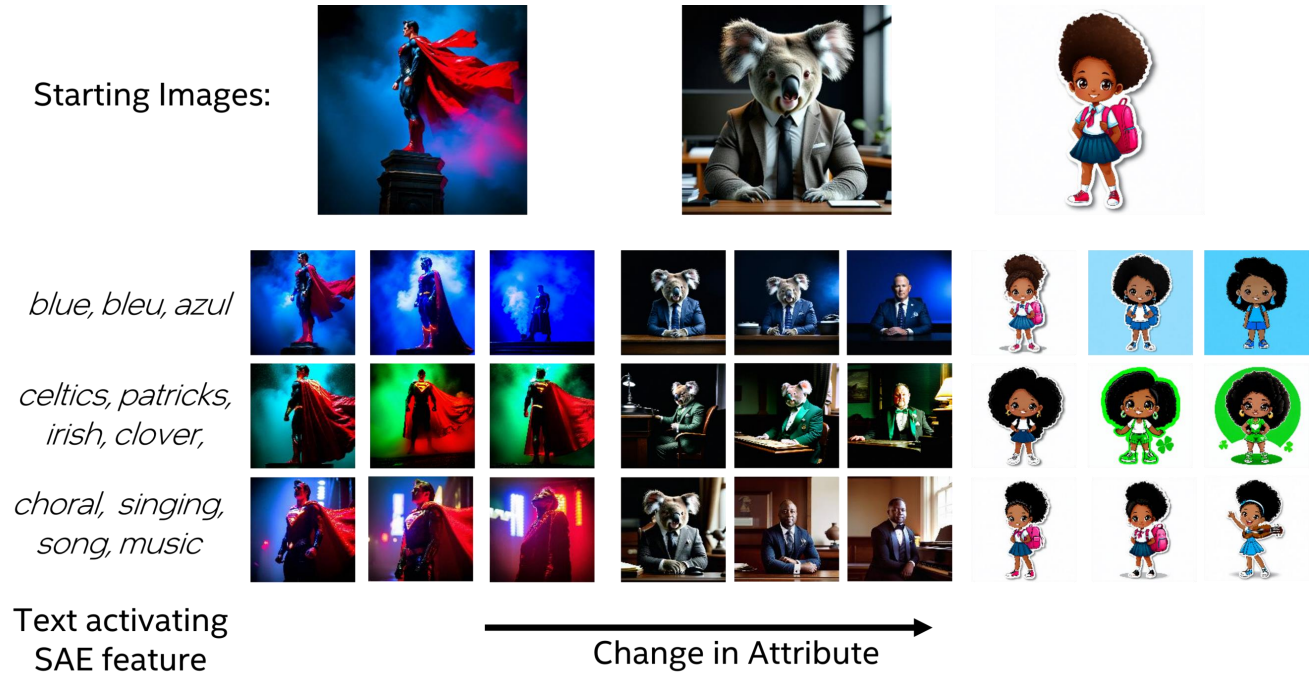 Starting Images:
blue, bleu, azul
celtics, patricks,
irish, clover,
choral, singing,
song, music
Text activating
SAE feature
Change in Attribute